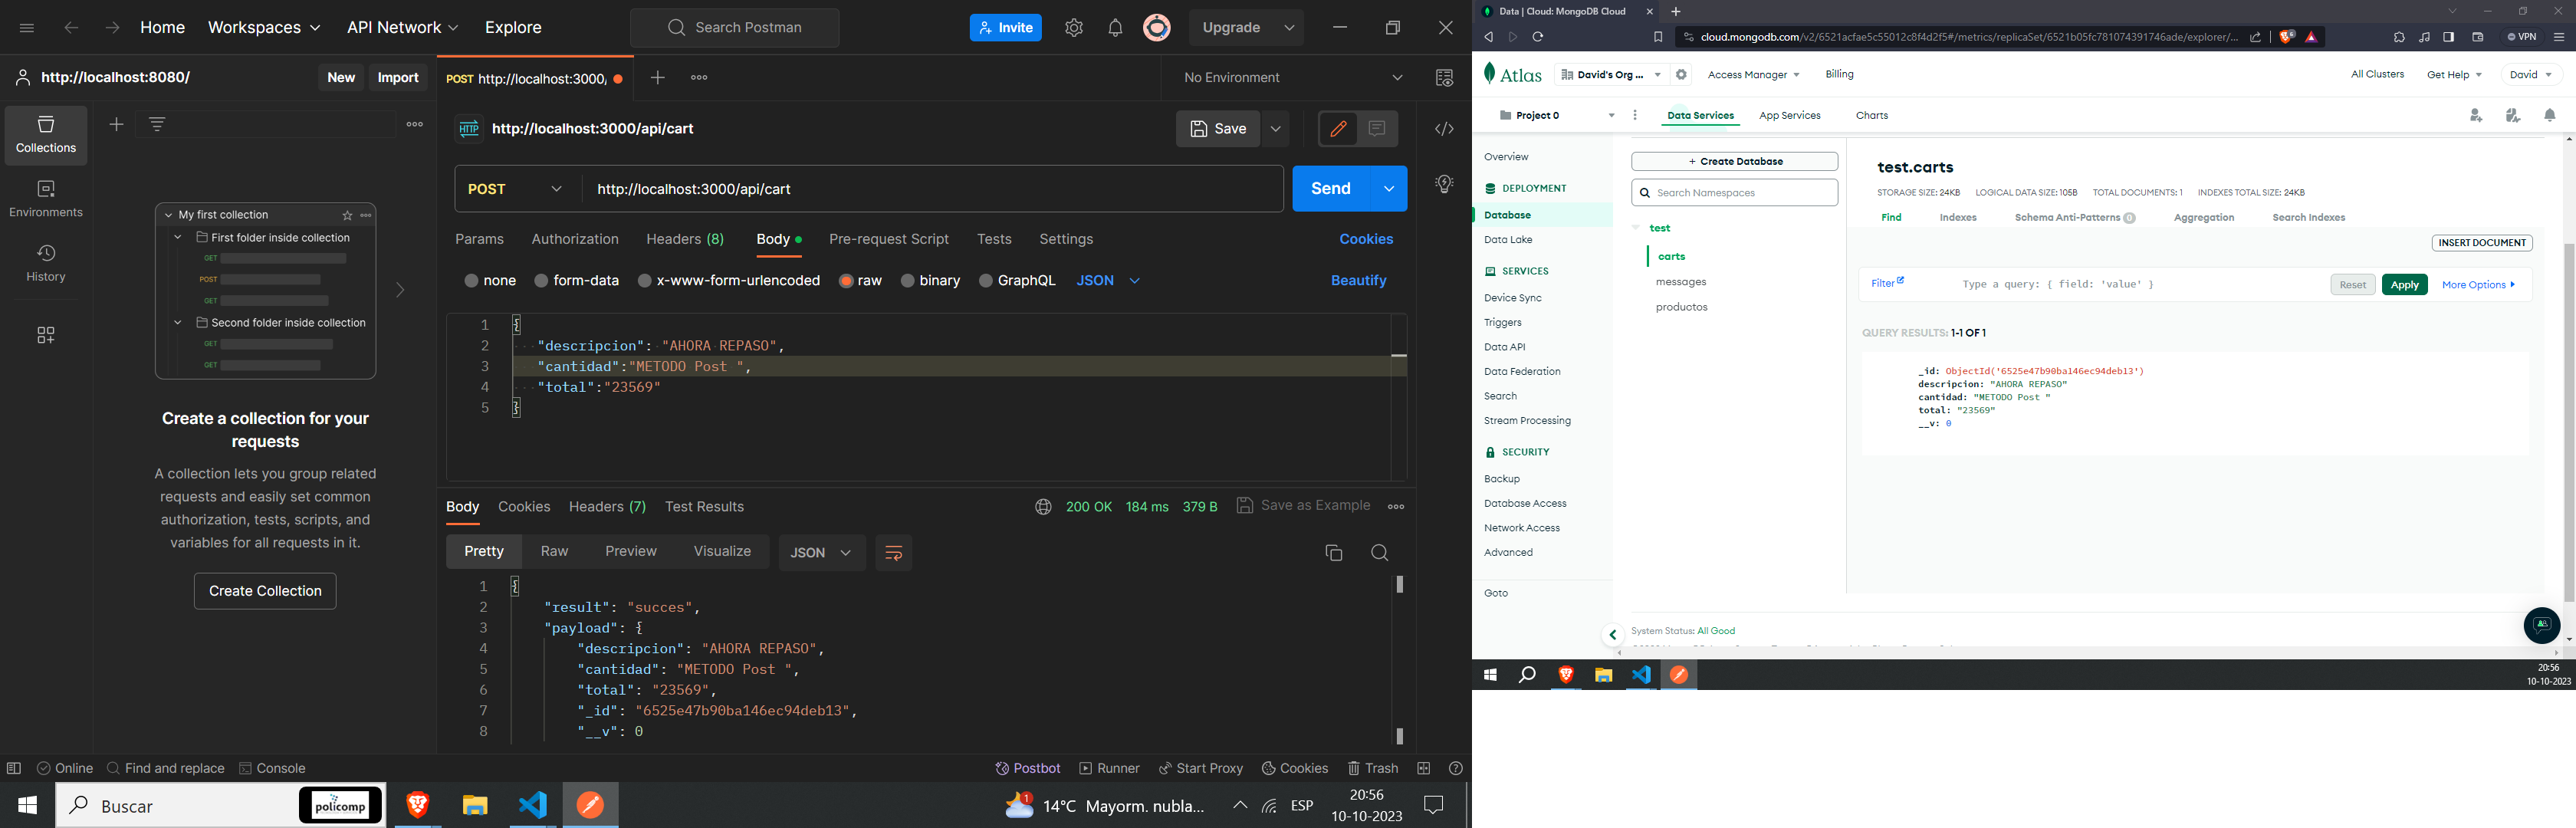 Home
Workspaces
API Network
Explore
Search Postman
Invite
Upgrade
http://localhost:8080/
New
Import
POST http://localhost:3000/
No Environment
Collections
Environments
History
My first collection
First folder inside collection
GET
POST
GET
Second folder inside collection
GET
GET
Create a collection for your
requests
A collection lets you group related
requests and easily set common
authorization, tests, scripts, and
variables for all requests in it.
Create Collection
HTTP http://localhost:3000/api/cart
Save
POST
http://localhost:3000/api/cart
Send
Params
Authorization
Headers (8)
Body
Pre-request Script
Tests
Settings
Cookies
none
form-data
x-www-form-urlencoded
raw
binary
GraphQL
JSON
Beautify
1 {
2 "descripcion": "AHORA REPASO",
3 "cantidad":"METODO Post ",
4 "total":"23569"
5 }
Body
Cookies
Headers (7)
Test Results
200 OK
184 ms
379 B
Save as Example
Pretty
Raw
Preview
Visualize
JSON
1 {
2 "result": "succes",
3 "payload": {
4 "descripcion": "AHORA REPASO",
5 "cantidad": "METODO Post ",
6 "total": "23569",
7 "_id": "6525e47b90ba146ec94deb13",
8 "__v": 0
Online
Find and replace
Console
Postbot
Runner
Start Proxy
Cookies
Trash
Buscar
policomp
1
14°C Mayorm. nubla...
ESP
20:56
10-10-2023
Data | Cloud: MongoDB Cloud
cloud.mongodb.com/v2/6521acfae5c55012c8f4d2f5#/metrics/replicaSet/6521b05fc781074391746ade/explorer/...
6
VPN
Atlas
David's Org ...
Access Manager
Billing
All Clusters
Get Help
David
Project 0
Data Services
App Services
Charts
Overview
DEPLOYMENT
Database
Data Lake
SERVICES
Device Sync
Triggers
Data API
Data Federation
Search
Stream Processing
SECURITY
Backup
Database Access
Network Access
Advanced
Goto
+ Create Database
Search Namespaces
test
carts
messages
productos
test.carts
STORAGE SIZE: 24KB
LOGICAL DATA SIZE: 105B
TOTAL DOCUMENTS: 1
INDEXES TOTAL SIZE: 24KB
Find
Indexes
Schema Anti-Patterns 0
Aggregation
Search Indexes
INSERT DOCUMENT
Filter
Type a query: { field: 'value' }
Reset
Apply
More Options
QUERY RESULTS: 1-1 OF 1
_id: ObjectId('6525e47b90ba146ec94deb13')
descripcion: "AHORA REPASO"
cantidad: "METODO Post "
total: "23569"
__v: 0
System Status: All Good
20:56
10-10-2023